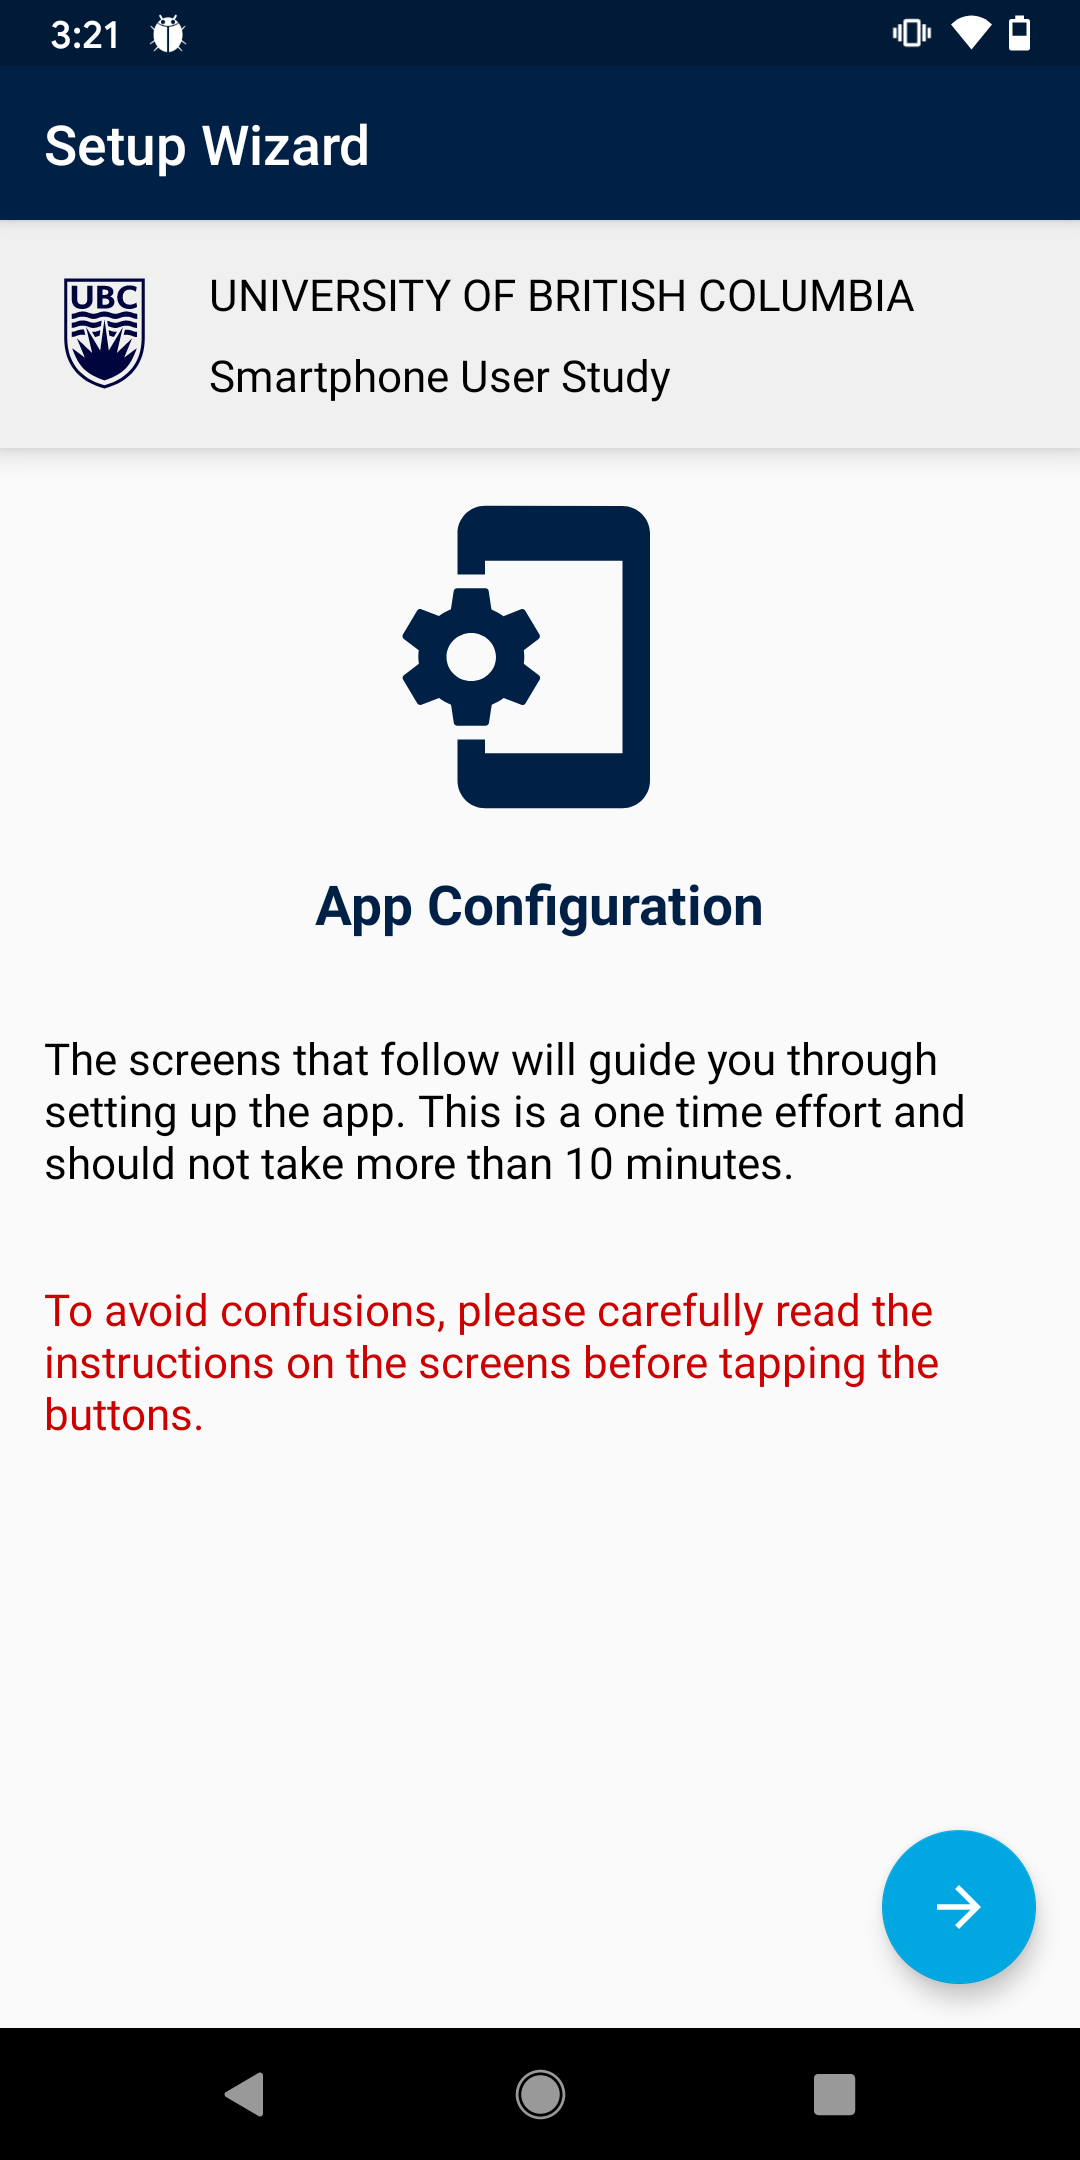 3:21
Setup Wizard
UBC
UNIVERSITY OF BRITISH COLUMBIA
Smartphone User Study
App Configuration
The screens that follow will guide you through
setting up the app. This is a one time effort and
should not take more than 10 minutes.
To avoid confusions, please carefully read the
instructions on the screens before tapping the
buttons.